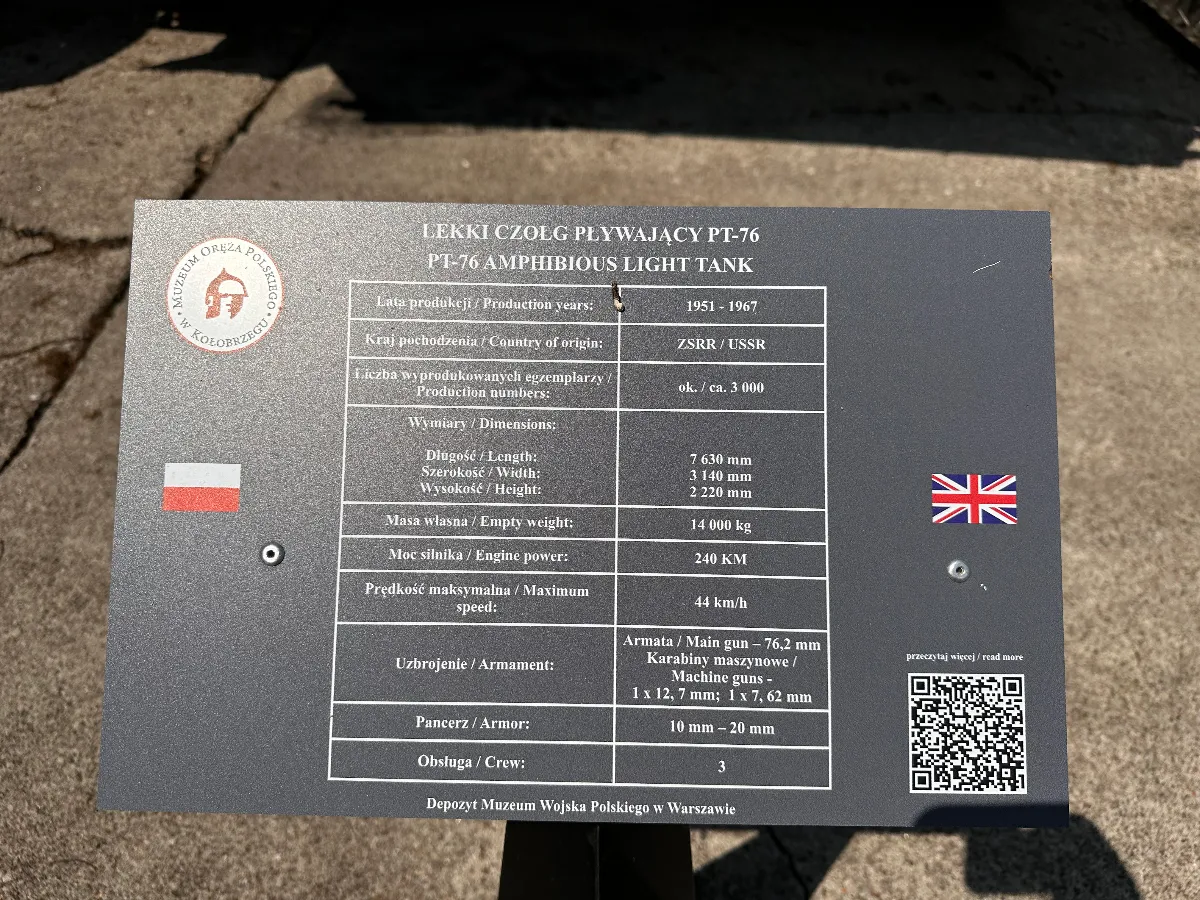 MUZEUM ORĘŻA POLSKIEGO
W KOŁOBRZEGU
LEKKI CZOŁG PŁYWAJĄCY PT-76
PT-76 AMPHIBIOUS LIGHT TANK
Lata produkcji / Production years: 1951 - 1967
Kraj pochodzenia / Country of origin: ZSRR / USSR
Liczba wyprodukowanych egzemplarzy /
Production numbers: ok. / ca. 3 000
Wymiary / Dimensions:
Długość / Length: 7 630 mm
Szerokość / Width: 3 140 mm
Wysokość / Height: 2 220 mm
Masa własna / Empty weight: 14 000 kg
Moc silnika / Engine power: 240 KM
Prędkość maksymalna / Maximum
speed: 44 km/h
Uzbrojenie / Armament: Armata / Main gun – 76,2 mm
Karabiny maszynowe /
Machine guns -
1 x 12, 7 mm; 1 x 7, 62 mm
Pancerz / Armor: 10 mm – 20 mm
Obsługa / Crew: 3
Depozyt Muzeum Wojska Polskiego w Warszawie
przeczytaj więcej / read more